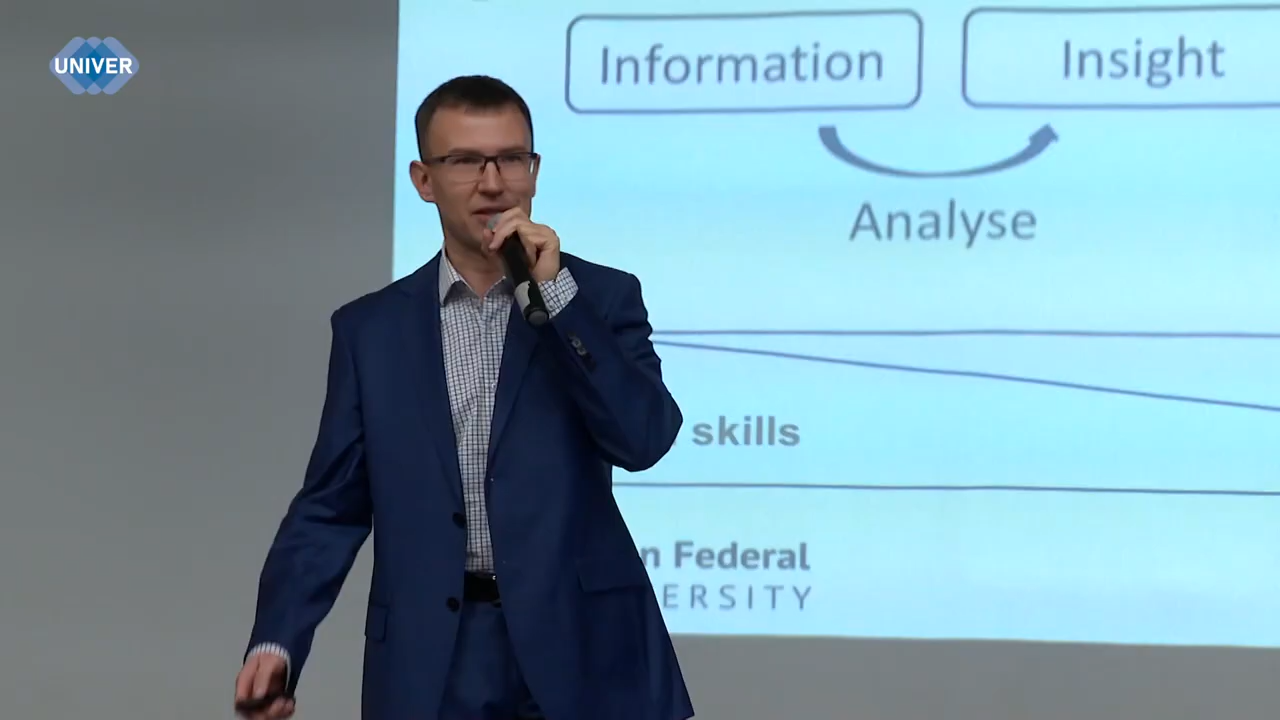 UNIVER
Information
Insight
Analyse
skills
n Federal
ERSITY